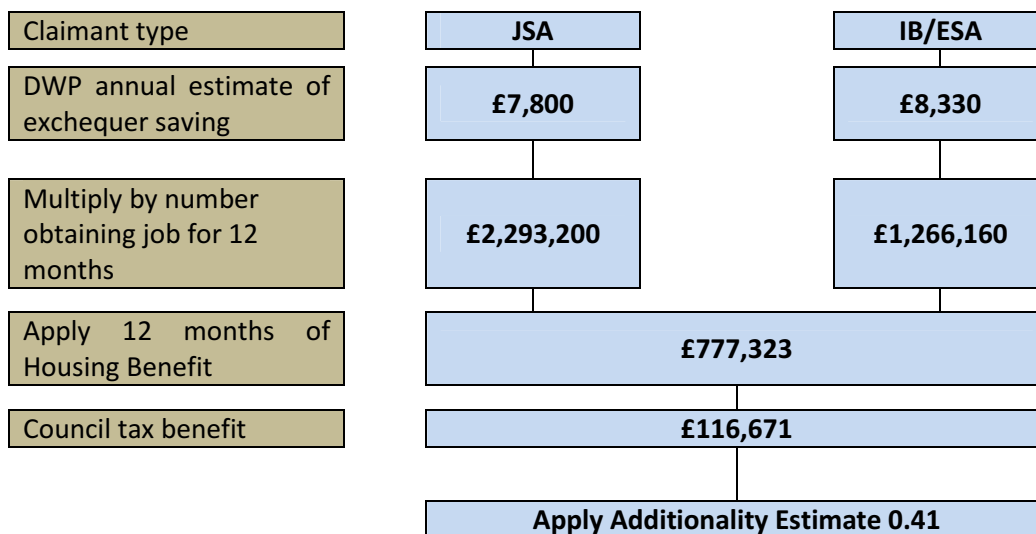 Claimant type
JSA
IB/ESA
DWP annual estimate of
exchequer saving
£7,800
£8,330
Multiply by number
obtaining job for 12
months
£2,293,200
£1,266,160
Apply 12 months of
Housing Benefit
£777,323
Council tax benefit
£116,671
Apply Additionality Estimate 0.41